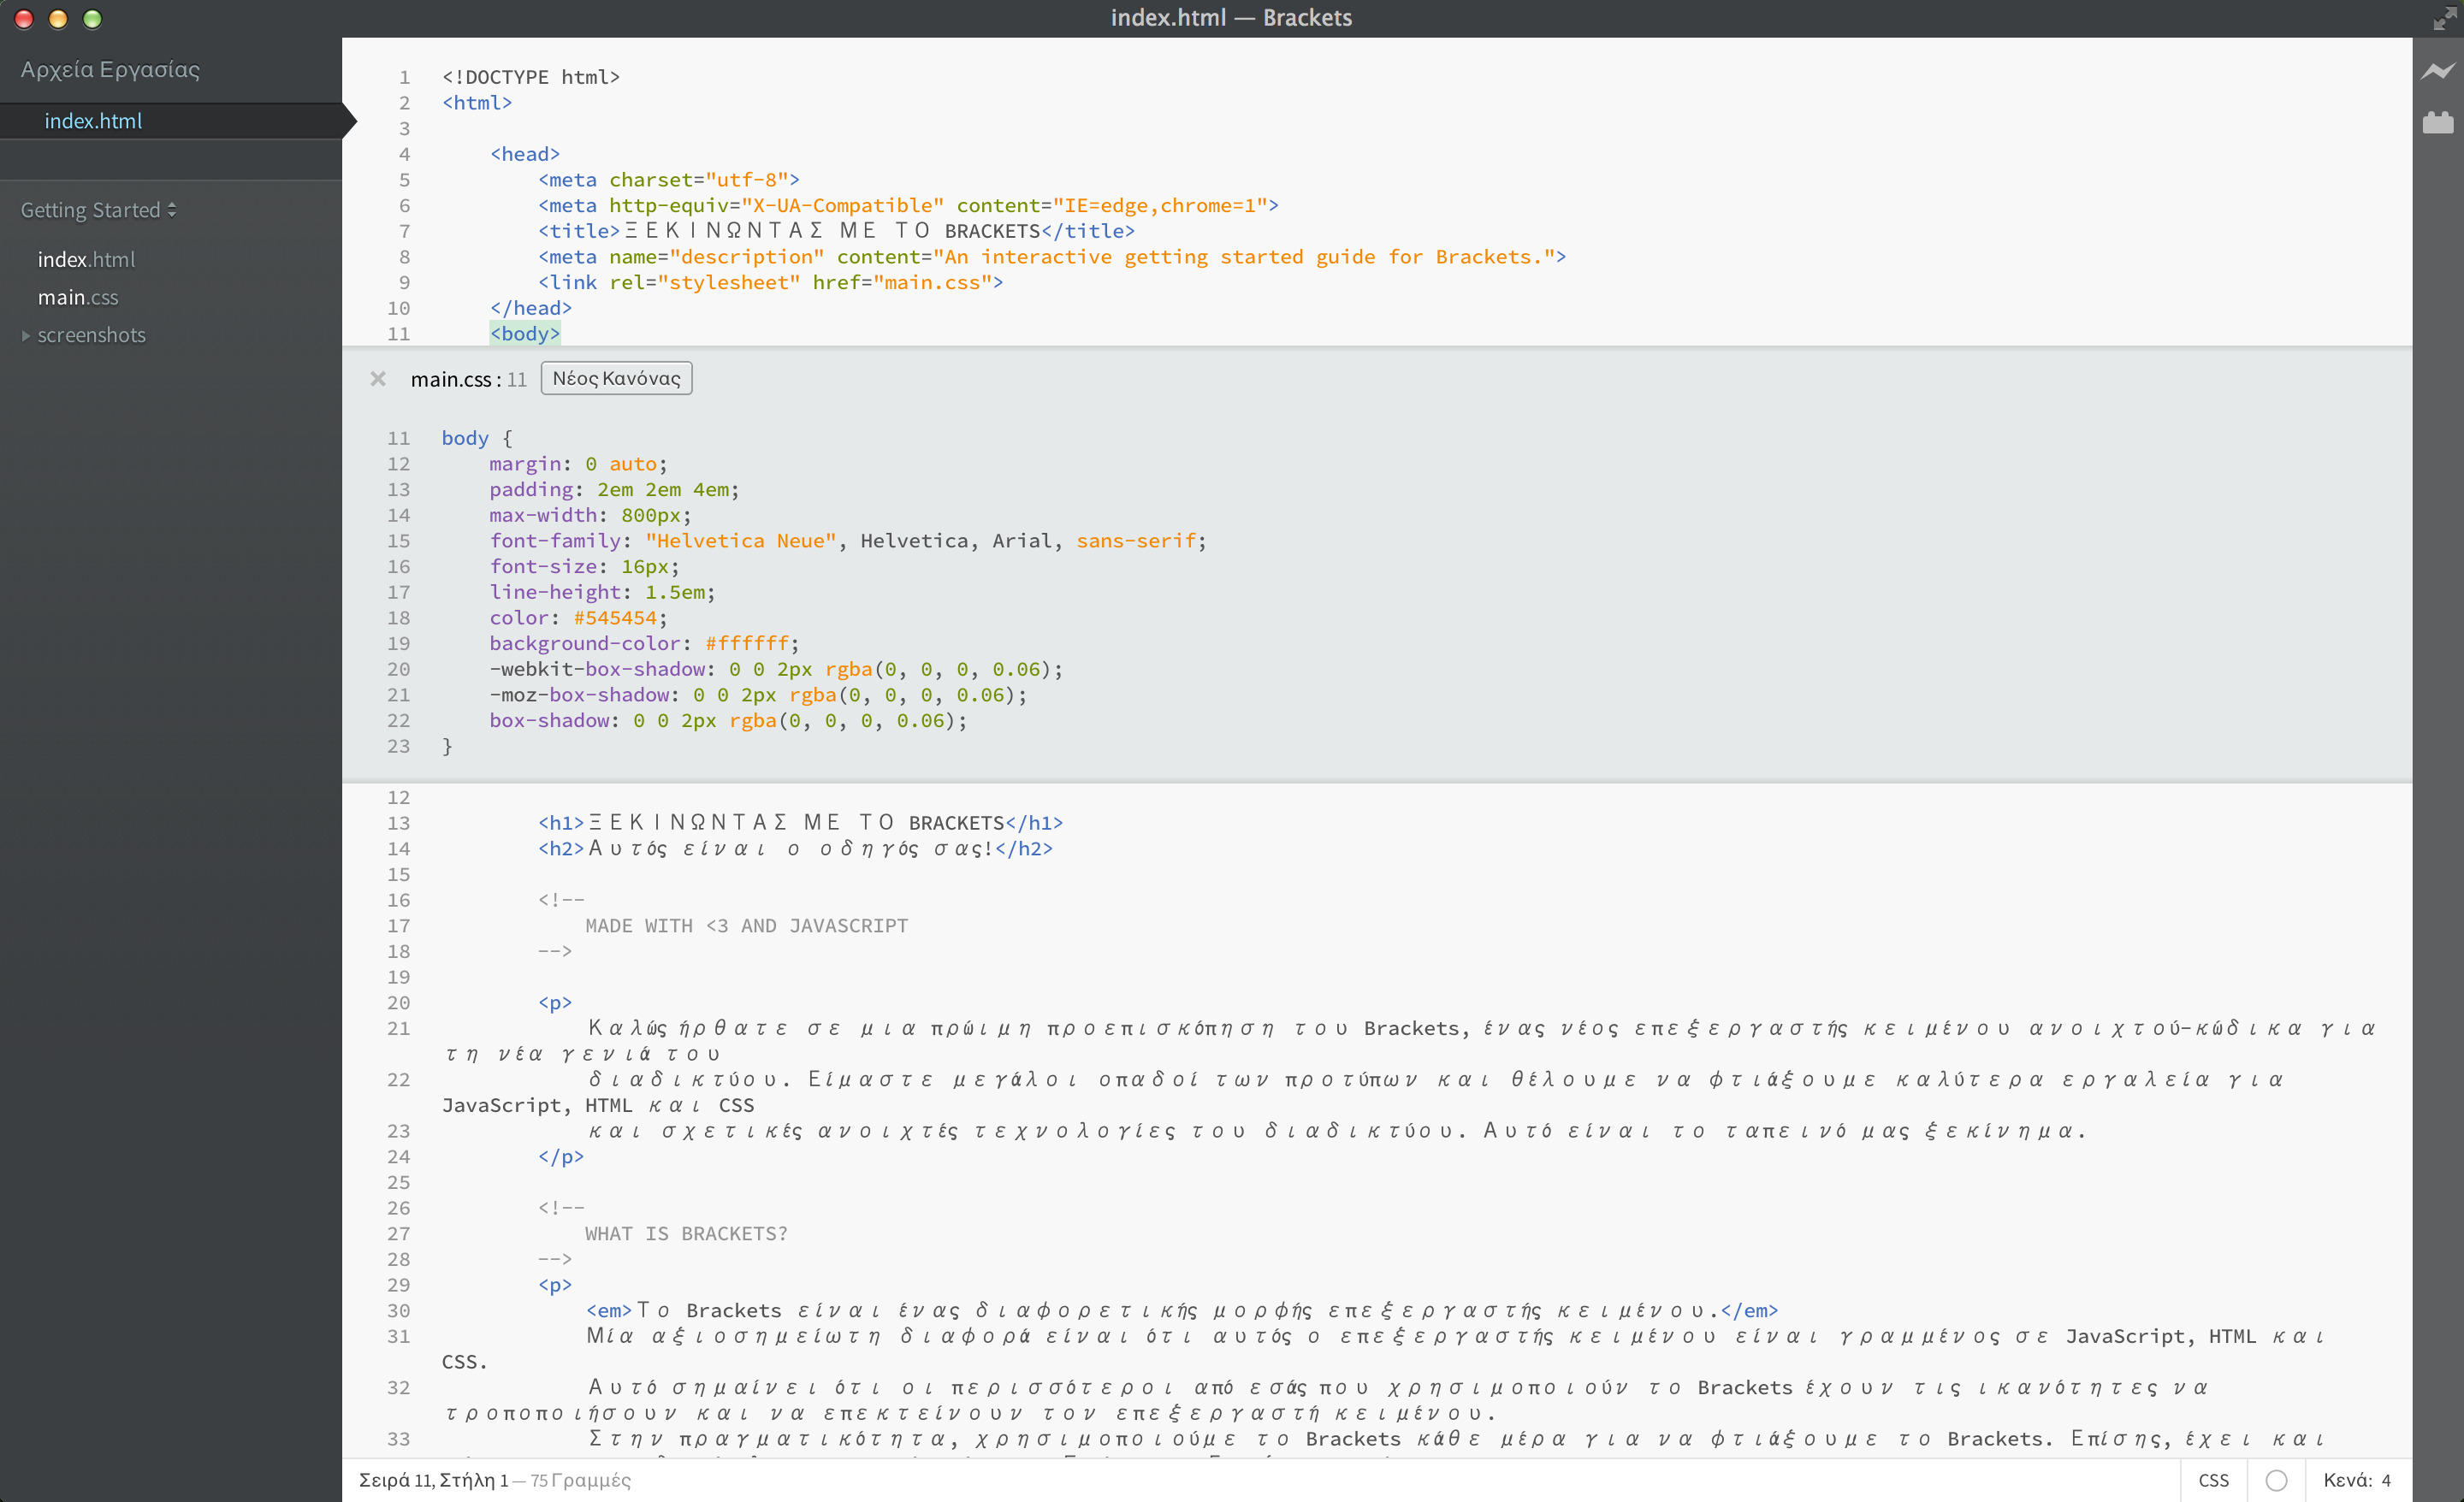 index.html — Brackets
Αρχεία Εργασίας
index.html
Getting Started
index.html
main.css
screenshots
1 <!DOCTYPE html>
2 <html>
3
4 <head>
5 <meta charset="utf-8">
6 <meta http-equiv="X-UA-Compatible" content="IE=edge,chrome=1">
7 <title>ΞΕΚΙΝΩΝΤΑΣ ΜΕ ΤΟ BRACKETS</title>
8 <meta name="description" content="An interactive getting started guide for Brackets.">
9 <link rel="stylesheet" href="main.css">
10 </head>
11 <body>
× main.css : 11 Νέος Κανόνας
11 body {
12 margin: 0 auto;
13 padding: 2em 2em 4em;
14 max-width: 800px;
15 font-family: "Helvetica Neue", Helvetica, Arial, sans-serif;
16 font-size: 16px;
17 line-height: 1.5em;
18 color: #545454;
19 background-color: #ffffff;
20 -webkit-box-shadow: 0 0 2px rgba(0, 0, 0, 0.06);
21 -moz-box-shadow: 0 0 2px rgba(0, 0, 0, 0.06);
22 box-shadow: 0 0 2px rgba(0, 0, 0, 0.06);
23 }
12
13 <h1>ΞΕΚΙΝΩΝΤΑΣ ΜΕ ΤΟ BRACKETS</h1>
14 <h2>Αυτός είναι ο οδηγός σας!</h2>
15
16 <!--
17 MADE WITH <3 AND JAVASCRIPT
18 -->
19
20 <p>
21 Καλώς ήρθατε σε μια πρώιμη προεπισκόπηση του Brackets, ένας νέος επεξεργαστής κειμένου ανοιχτού-κώδικα για
τη νέα γενιά του
22 διαδικτύου. Είμαστε μεγάλοι οπαδοί των προτύπων και θέλουμε να φτιάξουμε καλύτερα εργαλεία για
JavaScript, HTML και CSS
23 και σχετικές ανοιχτές τεχνολογίες του διαδικτύου. Αυτό είναι το ταπεινό μας ξεκίνημα.
24 </p>
25
26 <!--
27 WHAT IS BRACKETS?
28 -->
29 <p>
30 <em>Το Brackets είναι ένας διαφορετικής μορφής επεξεργαστής κειμένου.</em>
31 Μία αξιοσημείωτη διαφορά είναι ότι αυτός ο επεξεργαστής κειμένου είναι γραμμένος σε JavaScript, HTML και
CSS.
32 Αυτό σημαίνει ότι οι περισσότεροι από εσάς που χρησιμοποιούν το Brackets έχουν τις ικανότητες να
τροποποιήσουν και να επεκτείνουν τον επεξεργαστή κειμένου.
33 Στην πραγματικότητα, χρησιμοποιούμε το Brackets κάθε μέρα για να φτιάξουμε το Brackets. Επίσης, έχει και
Σειρά 11, Στήλη 1 — 75 Γραμμές
CSS
Κενά: 4